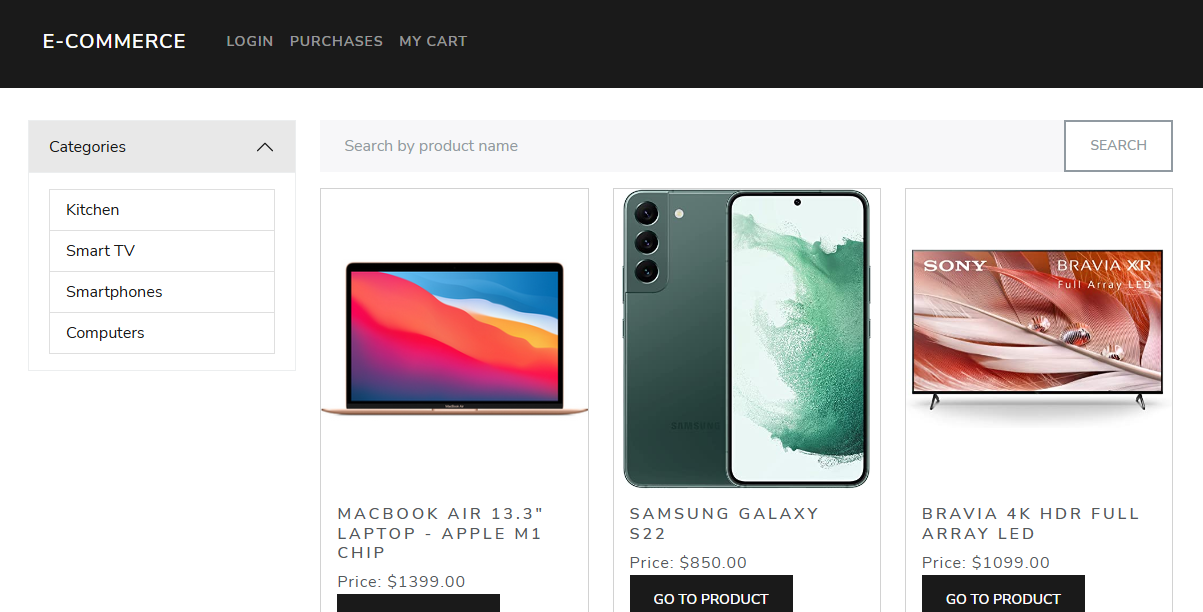 E-COMMERCE
LOGIN PURCHASES MY CART
Categories
Search by product name
SEARCH
Kitchen
Smart TV
Smartphones
Computers
SAMSUNG
SONY
BRAVIA XR
Full Array LED
MACBOOK AIR 13.3"
LAPTOP - APPLE M1
CHIP
Price: $1399.00
SAMSUNG GALAXY
S22
Price: $850.00
GO TO PRODUCT
BRAVIA 4K HDR FULL
ARRAY LED
Price: $1099.00
GO TO PRODUCT